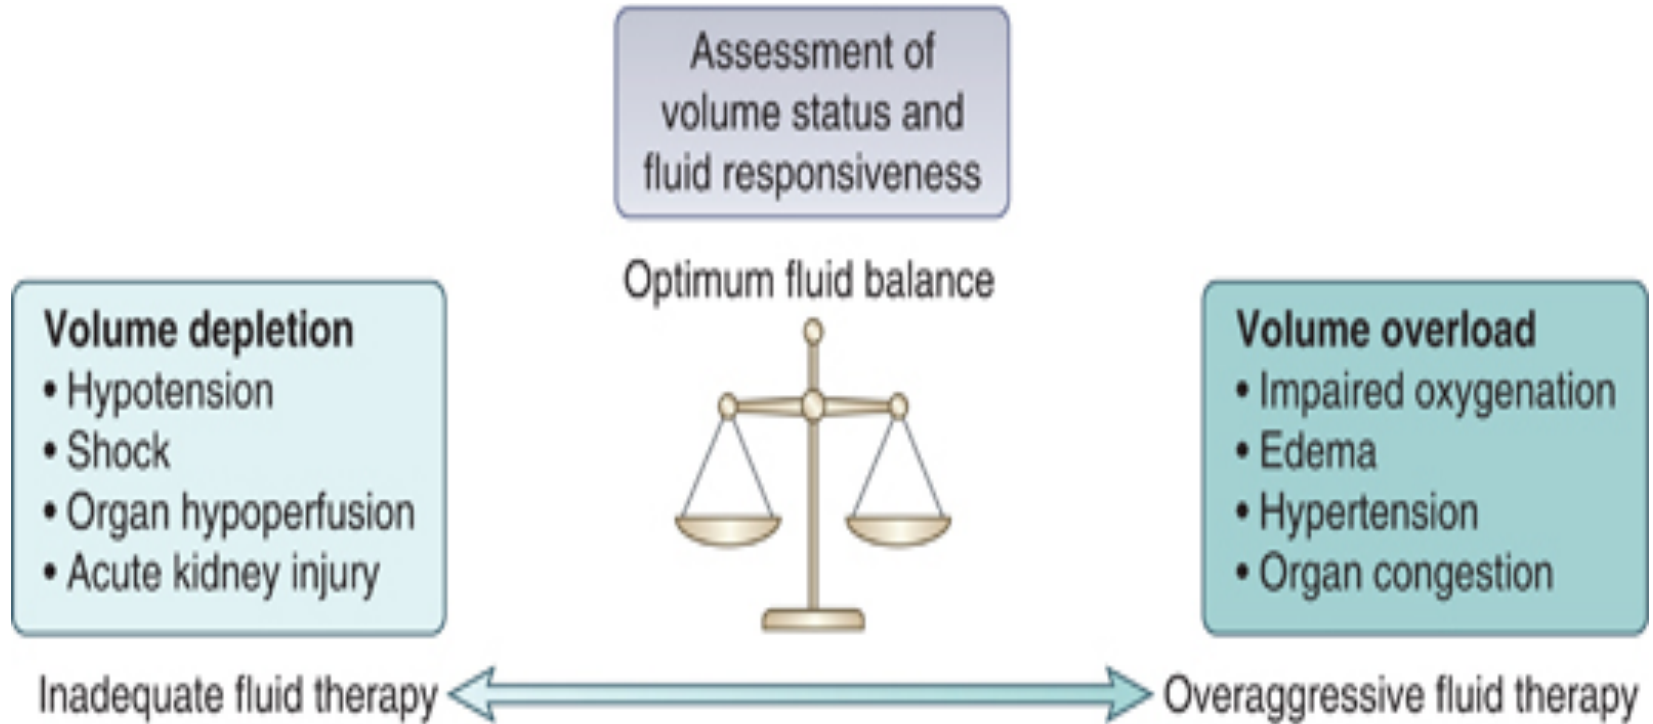 Assessment of
volume status and
fluid responsiveness
Optimum fluid balance
Volume depletion
• Hypotension
• Shock
• Organ hypoperfusion
• Acute kidney injury
Volume overload
• Impaired oxygenation
• Edema
• Hypertension
• Organ congestion
Inadequate fluid therapy
Overaggressive fluid therapy